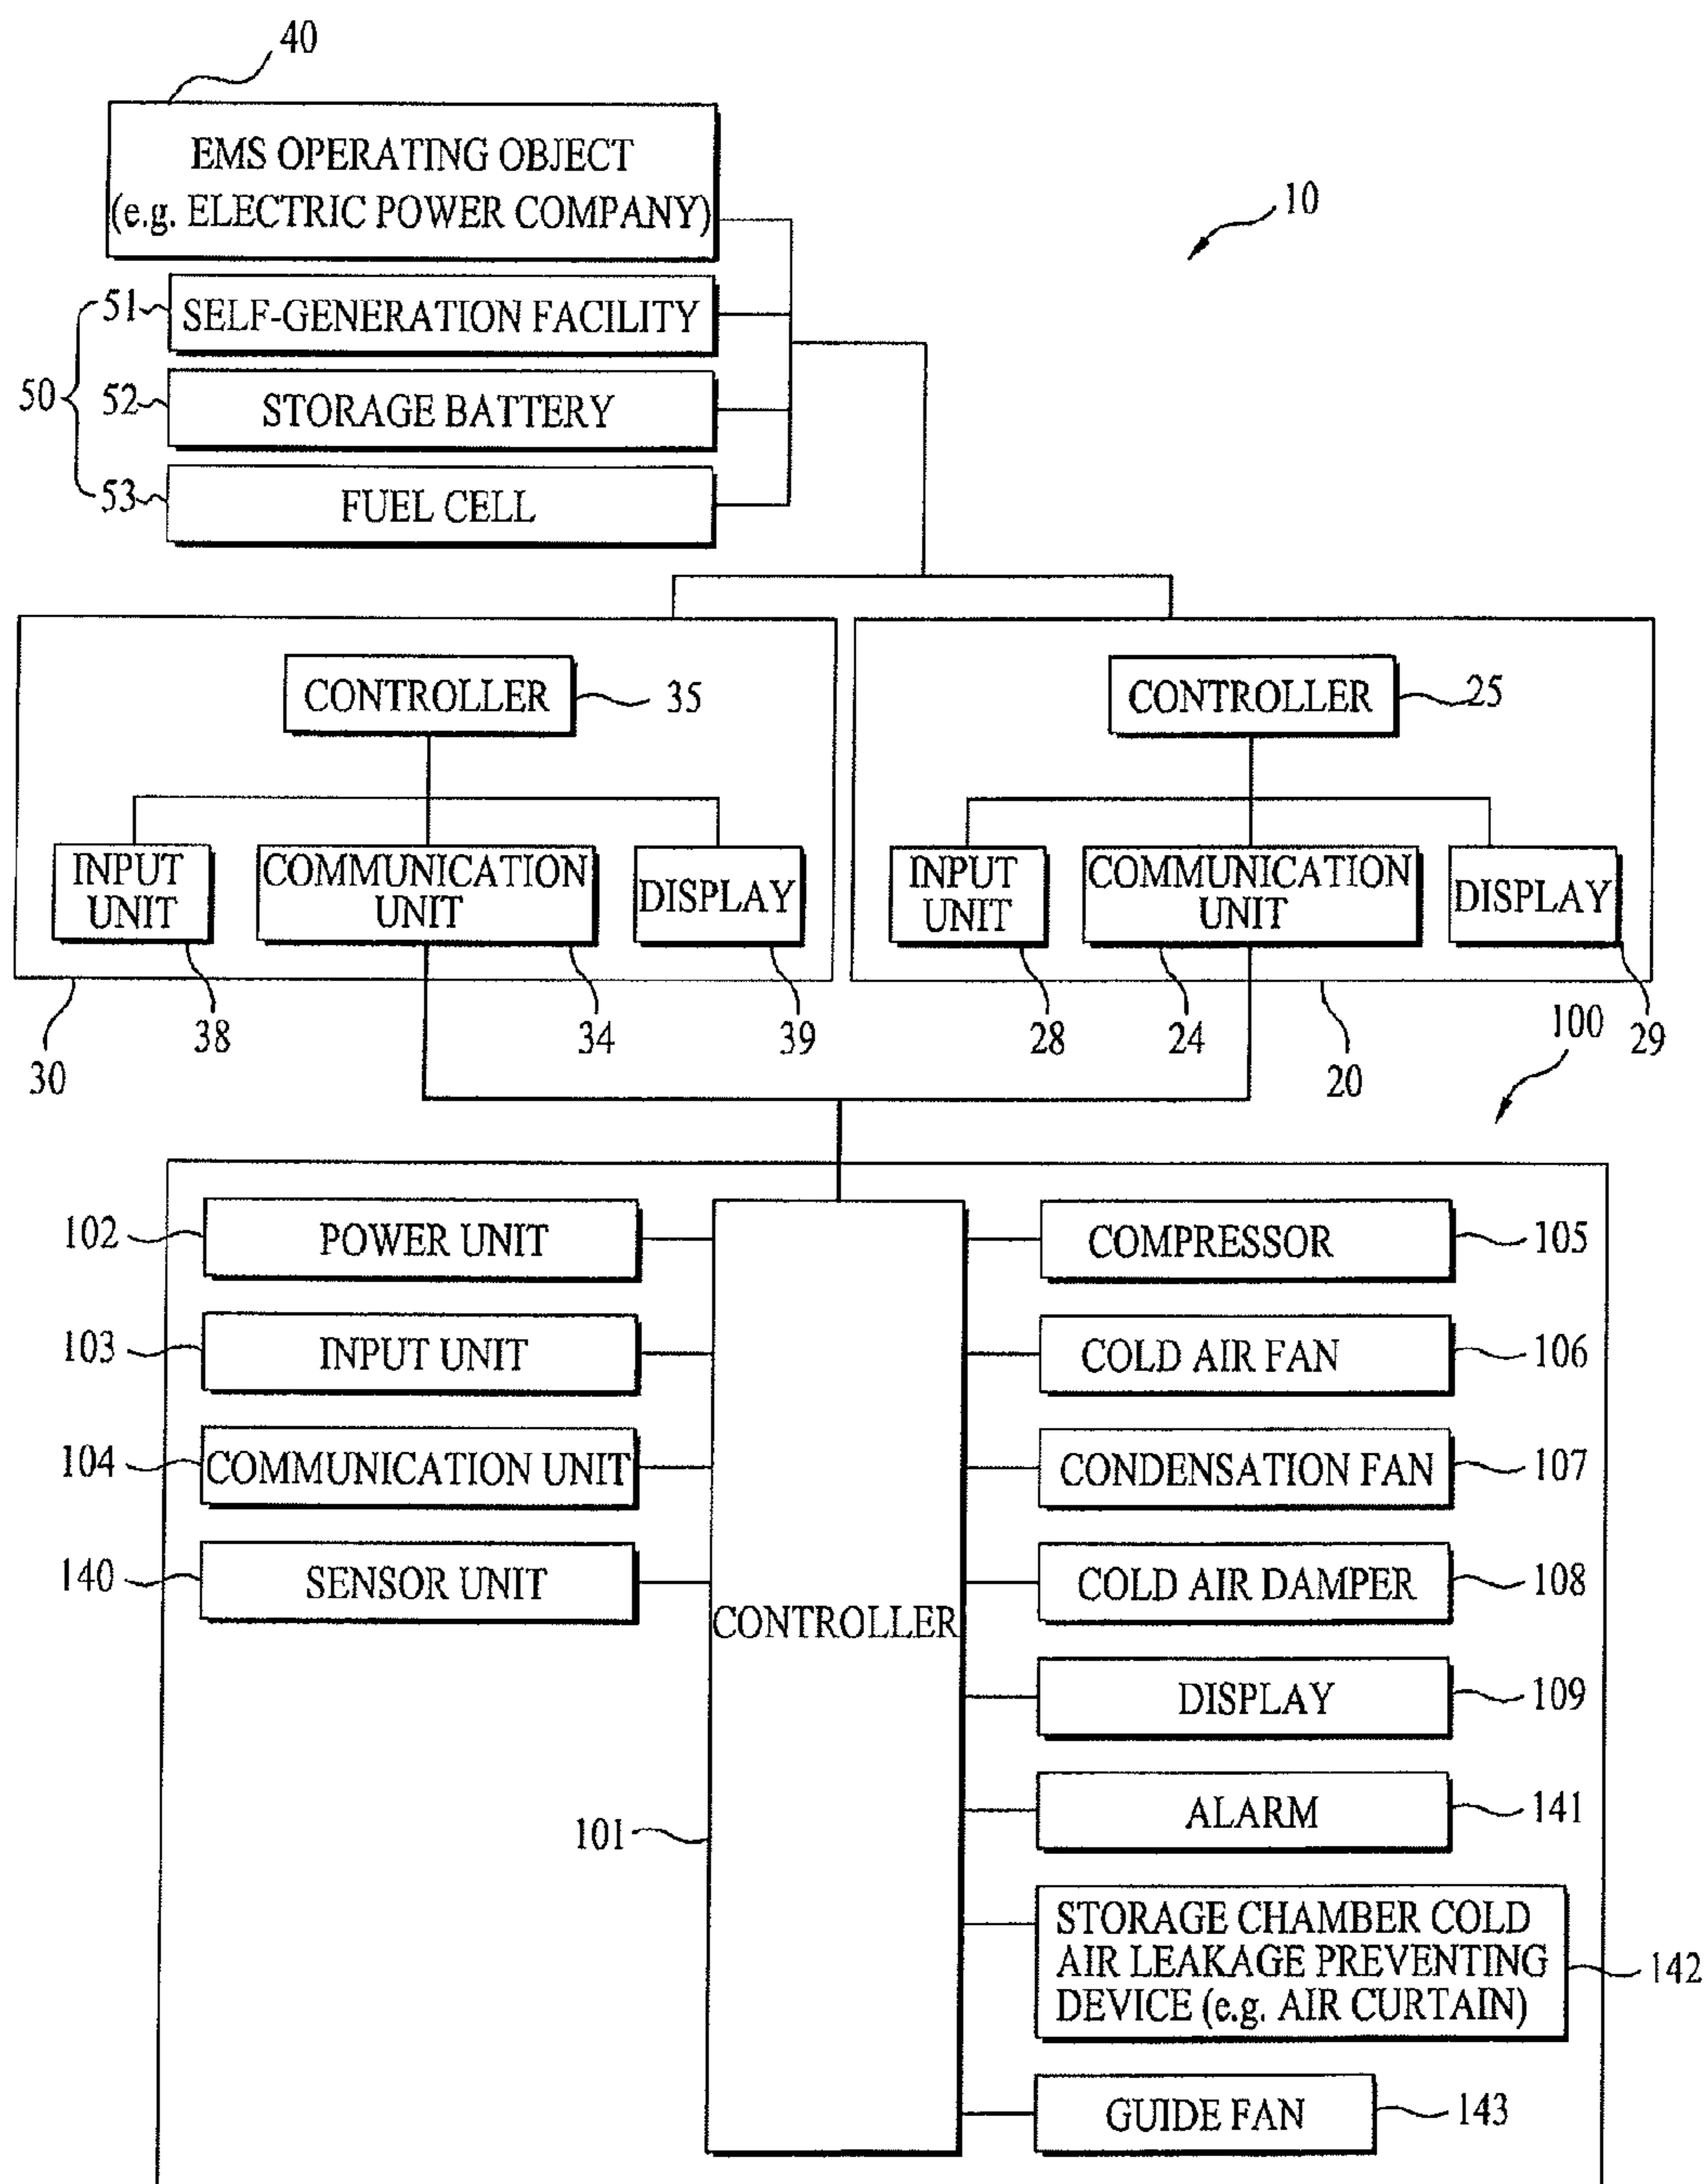 40
EMS OPERATING OBJECT
(e.g. ELECTRIC POWER COMPANY)
10
51
SELF-GENERATION FACILITY
50
52
STORAGE BATTERY
53
FUEL CELL
CONTROLLER
35
CONTROLLER
25
INPUT
UNIT
COMMUNICATION
UNIT
DISPLAY
INPUT
UNIT
COMMUNICATION
UNIT
DISPLAY
30
38
34
39
28
24
20
29
100
102
POWER UNIT
COMPRESSOR
105
103
INPUT UNIT
COLD AIR FAN
106
104
COMMUNICATION UNIT
CONDENSATION FAN
107
140
SENSOR UNIT
COLD AIR DAMPER
108
CONTROLLER
DISPLAY
109
101
ALARM
141
STORAGE CHAMBER COLD
AIR LEAKAGE PREVENTING
DEVICE (e.g. AIR CURTAIN)
142
GUIDE FAN
143